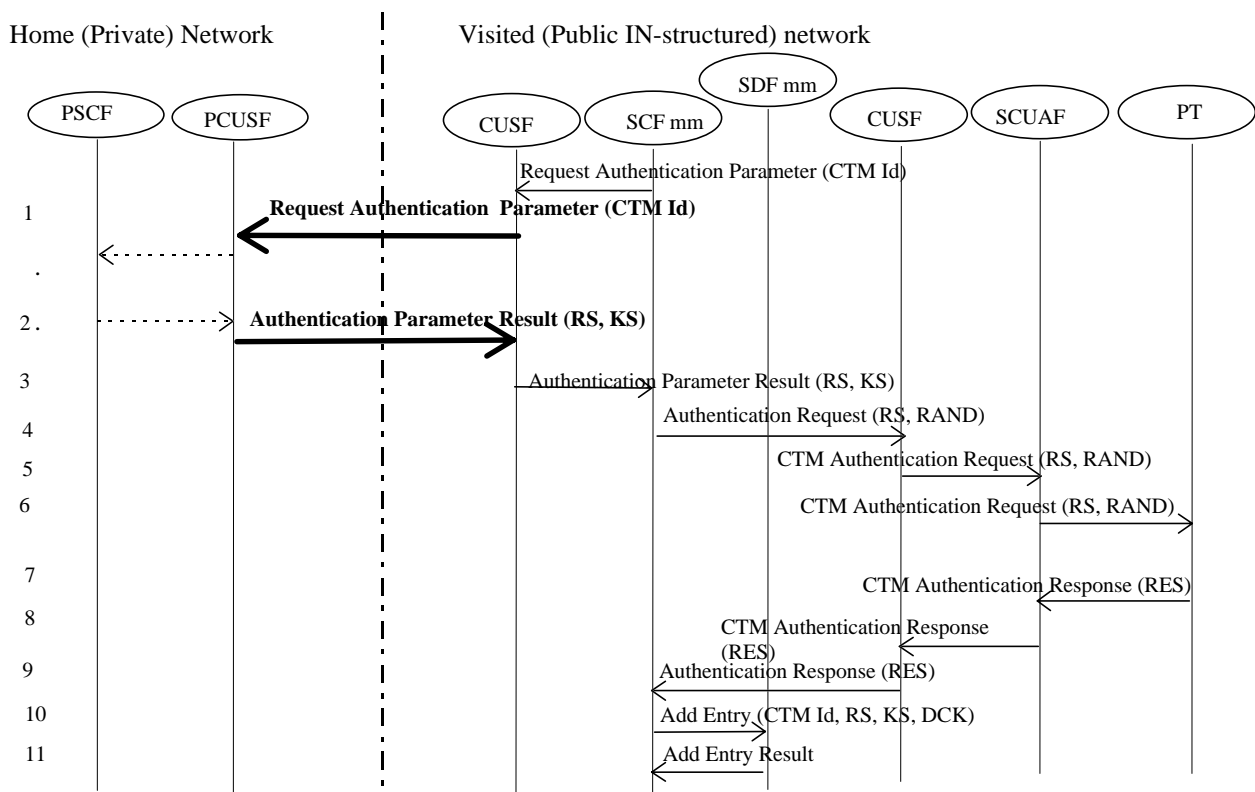 Home (Private) Network
Visited (Public IN-structured) network
PSCF
PCUSF
CUSF
SCF mm
SDF mm
CUSF
SCUAF
PT
Request Authentication Parameter (CTM Id)
1
Request Authentication Parameter (CTM Id)
.
2 .
Authentication Parameter Result (RS, KS)
3
Authentication Parameter Result (RS, KS)
4
Authentication Request (RS, RAND)
5
CTM Authentication Request (RS, RAND)
6
CTM Authentication Request (RS, RAND)
7
CTM Authentication Response (RES)
8
CTM Authentication Response
(RES)
9
Authentication Response (RES)
10
Add Entry (CTM Id, RS, KS, DCK)
11
Add Entry Result